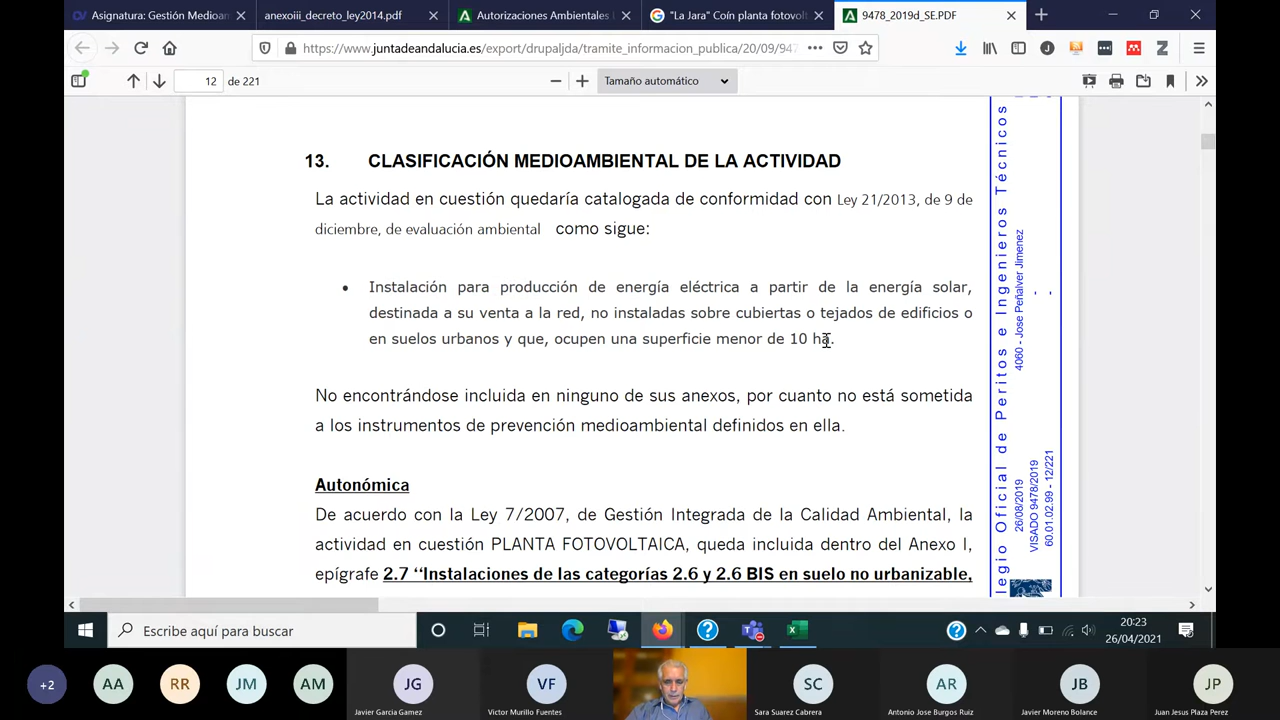 Asignatura: Gestión Medioam
anexoiii_decreto_ley2014.pdf
Autorizaciones Ambientales U
"La Jara" Coín planta fotovolt
9478_2019d_SE.PDF
https://www.juntadeandalucia.es/export/drupaljda/tramite_informacion_publica/20/09/947
12 de 221
Tamaño automático
13. CLASIFICACIÓN MEDIOAMBIENTAL DE LA ACTIVIDAD
La actividad en cuestión quedaría catalogada de conformidad con Ley 21/2013, de 9 de
diciembre, de evaluación ambiental como sigue:
• Instalación para producción de energía eléctrica a partir de la energía solar,
destinada a su venta a la red, no instaladas sobre cubiertas o tejados de edificios o
en suelos urbanos y que, ocupen una superficie menor de 10 ha.
No encontrándose incluida en ninguno de sus anexos, por cuanto no está sometida
a los instrumentos de prevención medioambiental definidos en ella.
Autonómica
De acuerdo con la Ley 7/2007, de Gestión Integrada de la Calidad Ambiental, la
actividad en cuestión PLANTA FOTOVOLTAICA, queda incluida dentro del Anexo I,
epígrafe 2.7 “Instalaciones de las categorías 2.6 y 2.6 BIS en suelo no urbanizable,
legio Oficial de Peritos e Ingenieros Técnicos
4060 - Jose Peñalver Jimenez
26/08/2019
VISADO 9478/2019
60.01.02.99 - 12/221
Escribe aquí para buscar
20:23
26/04/2021
+2
AA
RR
JM
AM
JG
Javier Garcia Gamez
VF
Victor Murillo Fuentes
SC
Sara Suarez Cabrera
AR
Antonio Jose Burgos Ruiz
JB
Javier Moreno Bolance
JP
Juan Jesus Plaza Perez